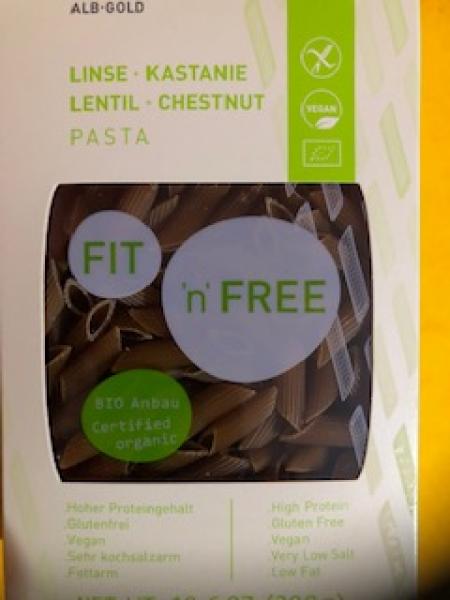 ALB·GOLD
LINSE · KASTANIE
LENTIL · CHESTNUT
PASTA
VEGAN
FIT
'n' FREE
BIO Anbau
Certified
organic
Hoher Proteingehalt
Glutenfrei
Vegan
Sehr kochsalzarm
Fettarm
High Protein
Gluten Free
Vegan
Very Low Salt
Low Fat